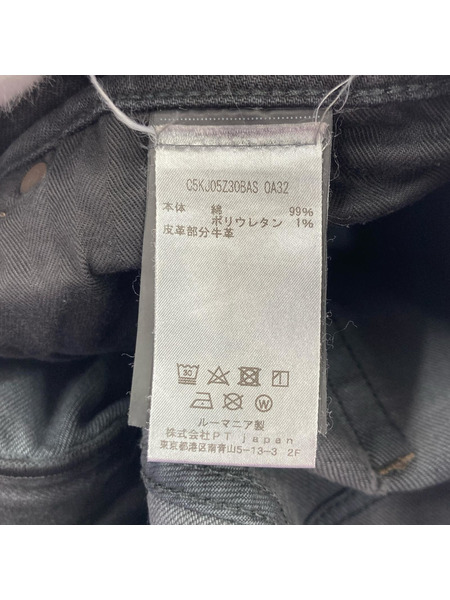 C5KJ05Z30BAS 0A32
本体 綿 99%
ポリウレタン 1%
皮革部分牛革
30
W
ルーマニア製
株式会社PT japan
東京都港区南青山5-13-3 2F